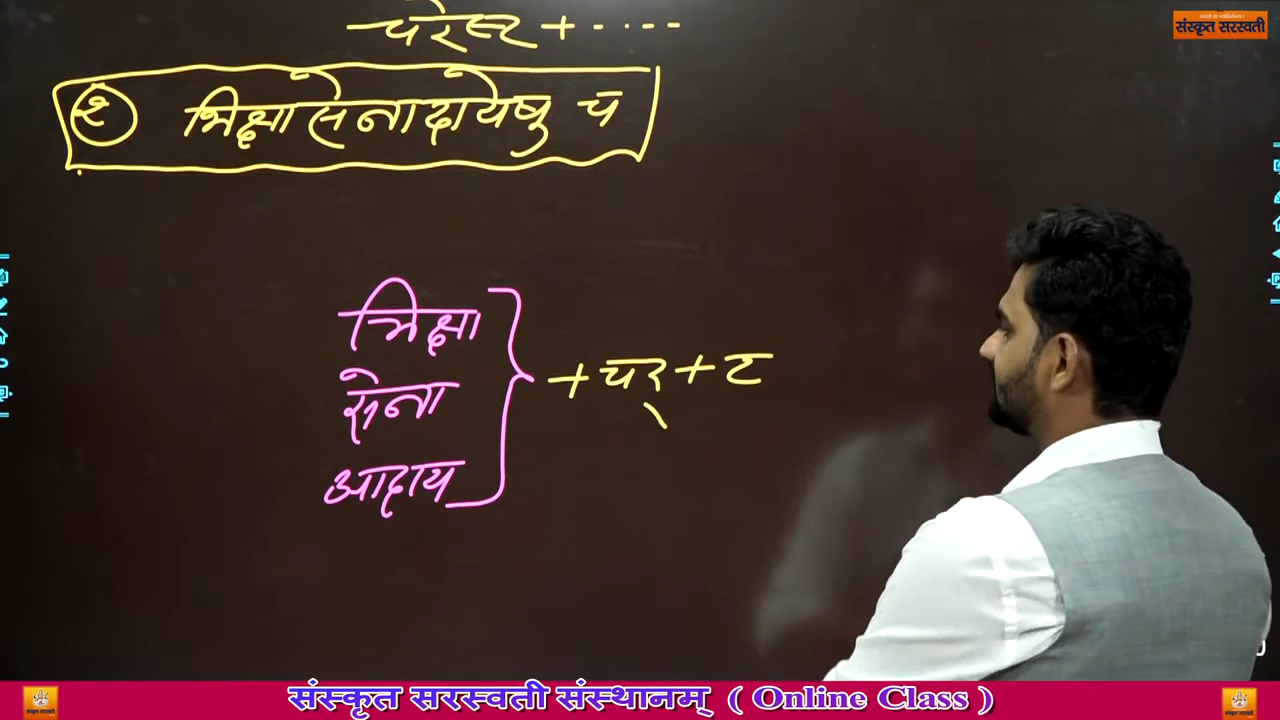 चरेष्ट + ....
संस्कृत सरस्वती
२ भिक्षासेनादायेषु च
भिक्षा
सेना
आदाय
+ चर् + ट
संस्कृत सरस्वती संस्थानम् ( Online Class )